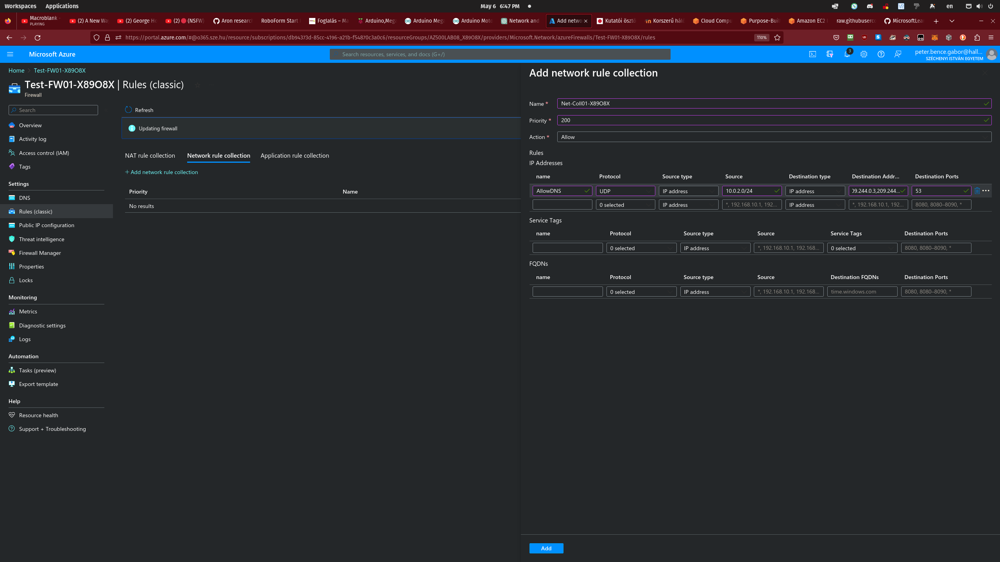 Workspaces Applications May 6 6:47 PM en
Macroblank -
PLAYING
(2) A New Wa
(2) George Ho
(2) (NSFW)
Aron research
RoboForm Start
Foglalás – Ma
Arduino,Mega
Arduino Mega
Arduino Moto
Network and
Add netwo
Kutatói ösztö
Korszerű háló
Cloud Compu
Purpose-Buil
Amazon EC2
raw.githubuserco
MicrosoftLear
https://portal.azure.com/#@o365.sze.hu/resource/subscriptions/db94373d-85cc-4196-a21b-f54870c3a0c6/resourceGroups/AZ500LAB08_X89O8X/providers/Microsoft.Network/azureFirewalls/Test-FW01-X89O8X/rules 110%
Microsoft Azure
Search resources, services, and docs (G+/)
3
peter.bence.gabor@hall...
SZÉCHENYI ISTVÁN EGYETEM
Home Test-FW01-X89O8X
Test-FW01-X89O8X | Rules (classic)
Firewall
Search
Overview
Activity log
Access control (IAM)
Tags
Settings
DNS
Rules (classic)
Public IP configuration
Threat intelligence
Firewall Manager
Properties
Locks
Monitoring
Metrics
Diagnostic settings
Logs
Automation
Tasks (preview)
Export template
Help
Resource health
Support + Troubleshooting
Refresh
Updating firewall
NAT rule collection Network rule collection Application rule collection
+ Add network rule collection
Priority Name
No results
Add network rule collection
Name * Net-Coll01-X89O8X
Priority * 200
Action * Allow
Rules
IP Addresses
name Protocol Source type Source Destination type Destination Addr... Destination Ports
AllowDNS UDP IP address 10.0.2.0/24 IP address 09.244.0.3,209.244... 53
0 selected IP address *, 192.168.10.1, 192... IP address *, 192.168.10.1, 192... 8080, 8080–8090, *
Service Tags
name Protocol Source type Source Service Tags Destination Ports
0 selected IP address *, 192.168.10.1, 192.168... 0 selected 8080, 8080–8090, *
FQDNs
name Protocol Source type Source Destination FQDNs Destination Ports
0 selected IP address *, 192.168.10.1, 192.168... time.windows.com 8080, 8080–8090, *
Add